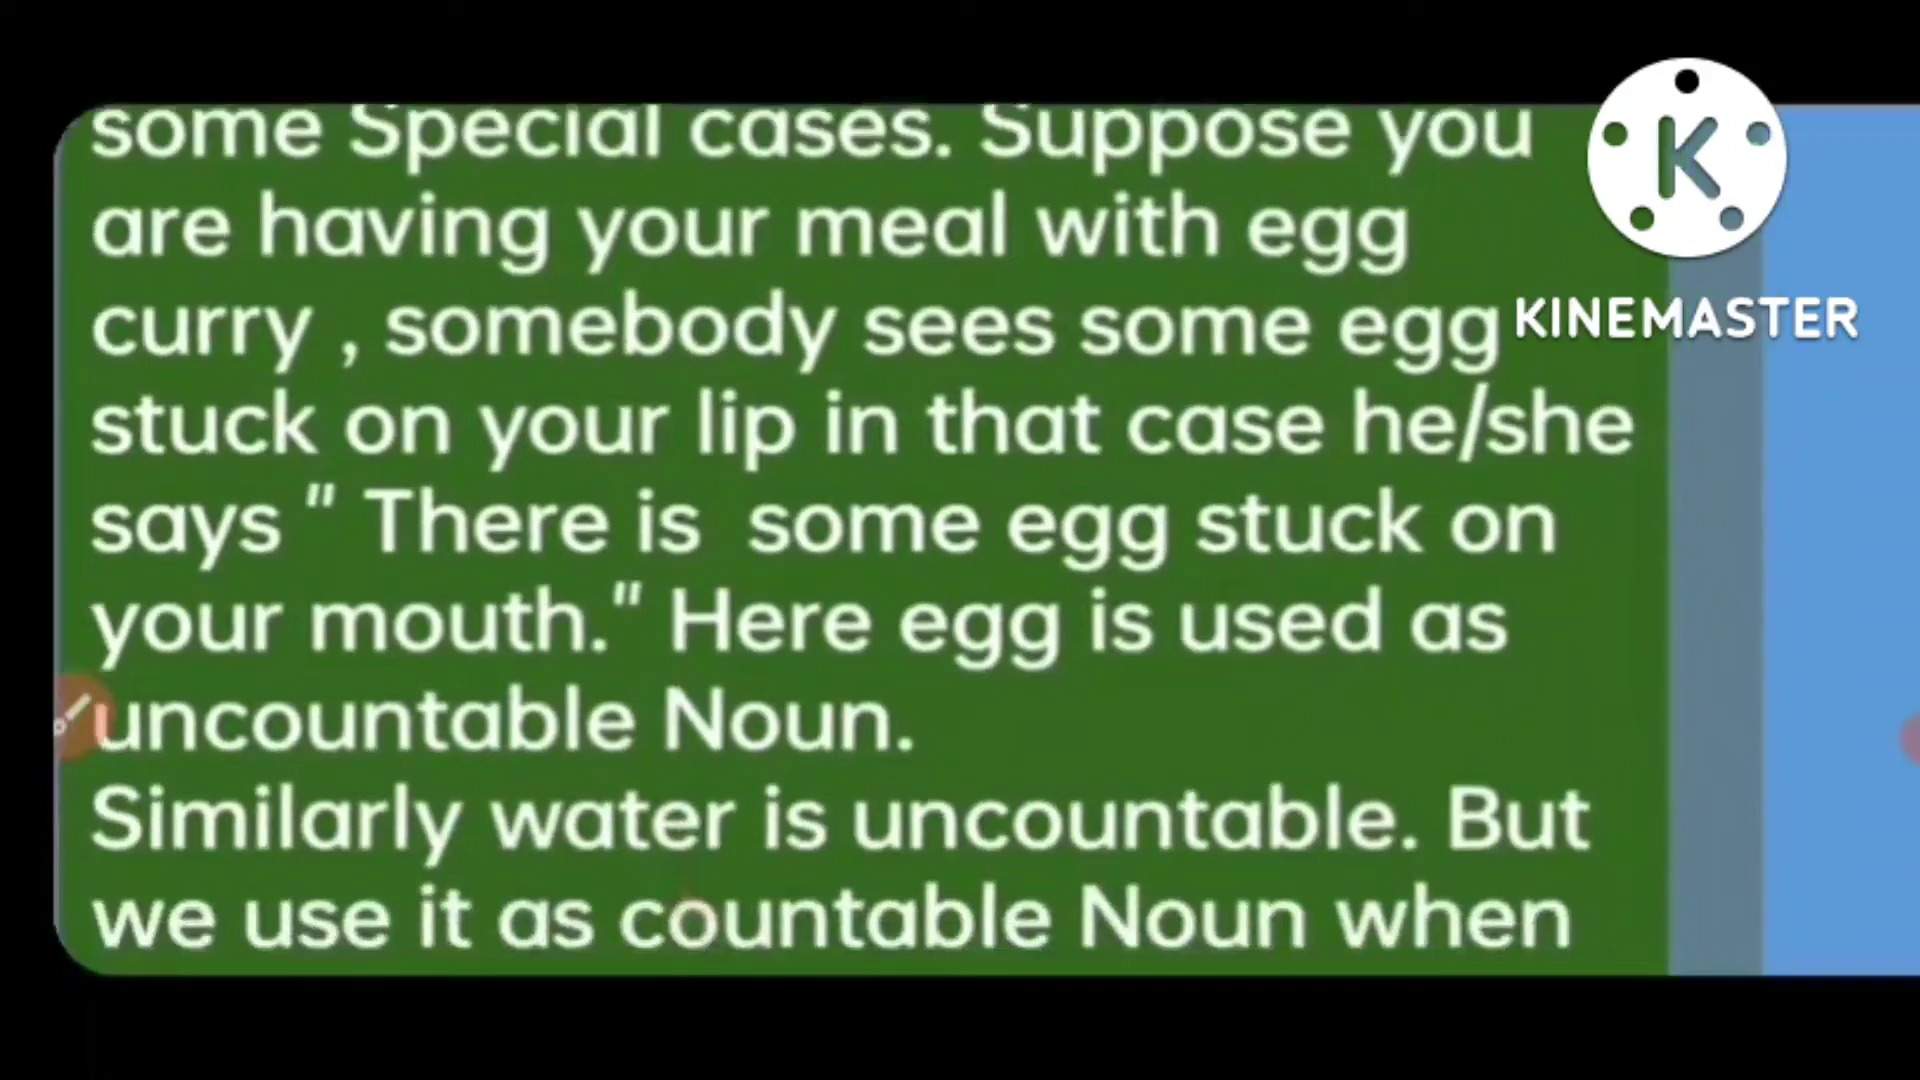 some Special cases. Suppose you
are having your meal with egg
curry , somebody sees some egg
stuck on your lip in that case he/she
says " There is  some egg stuck on
your mouth." Here egg is used as
uncountable Noun.
Similarly water is uncountable. But
we use it as countable Noun when
K
KINEMASTER